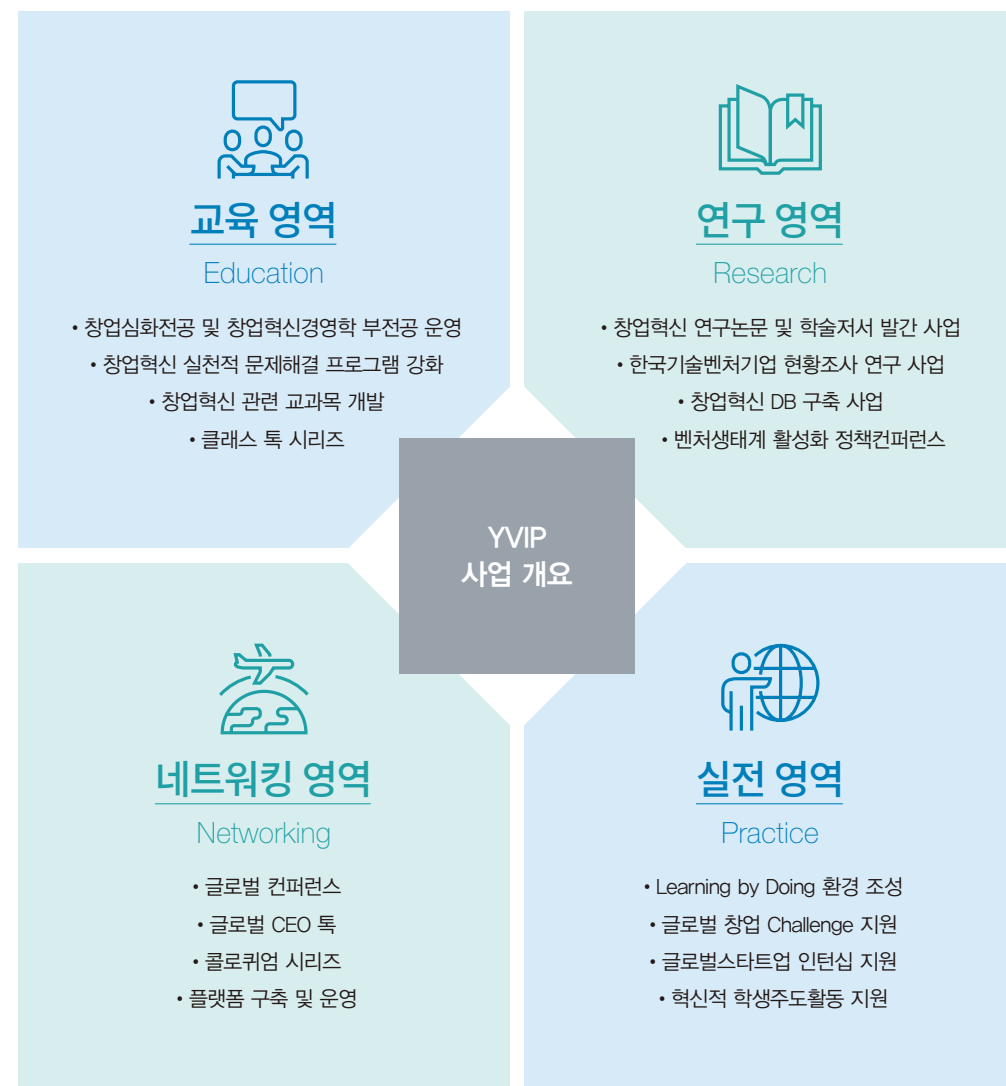 교육 영역
Education
• 창업심화전공 및 창업혁신경영학 부전공 운영
• 창업혁신 실천적 문제해결 프로그램 강화
• 창업혁신 관련 교과목 개발
• 클래스 톡 시리즈
연구 영역
Research
• 창업혁신 연구논문 및 학술저서 발간 사업
• 한국기술벤처기업 현황조사 연구 사업
• 창업혁신 DB 구축 사업
• 벤처생태계 활성화 정책컨퍼런스
YVIP
사업 개요
네트워킹 영역
Networking
• 글로벌 컨퍼런스
• 글로벌 CEO 톡
• 콜로퀴엄 시리즈
• 플랫폼 구축 및 운영
실전 영역
Practice
• Learning by Doing 환경 조성
• 글로벌 창업 Challenge 지원
• 글로벌스타트업 인턴십 지원
• 혁신적 학생주도활동 지원